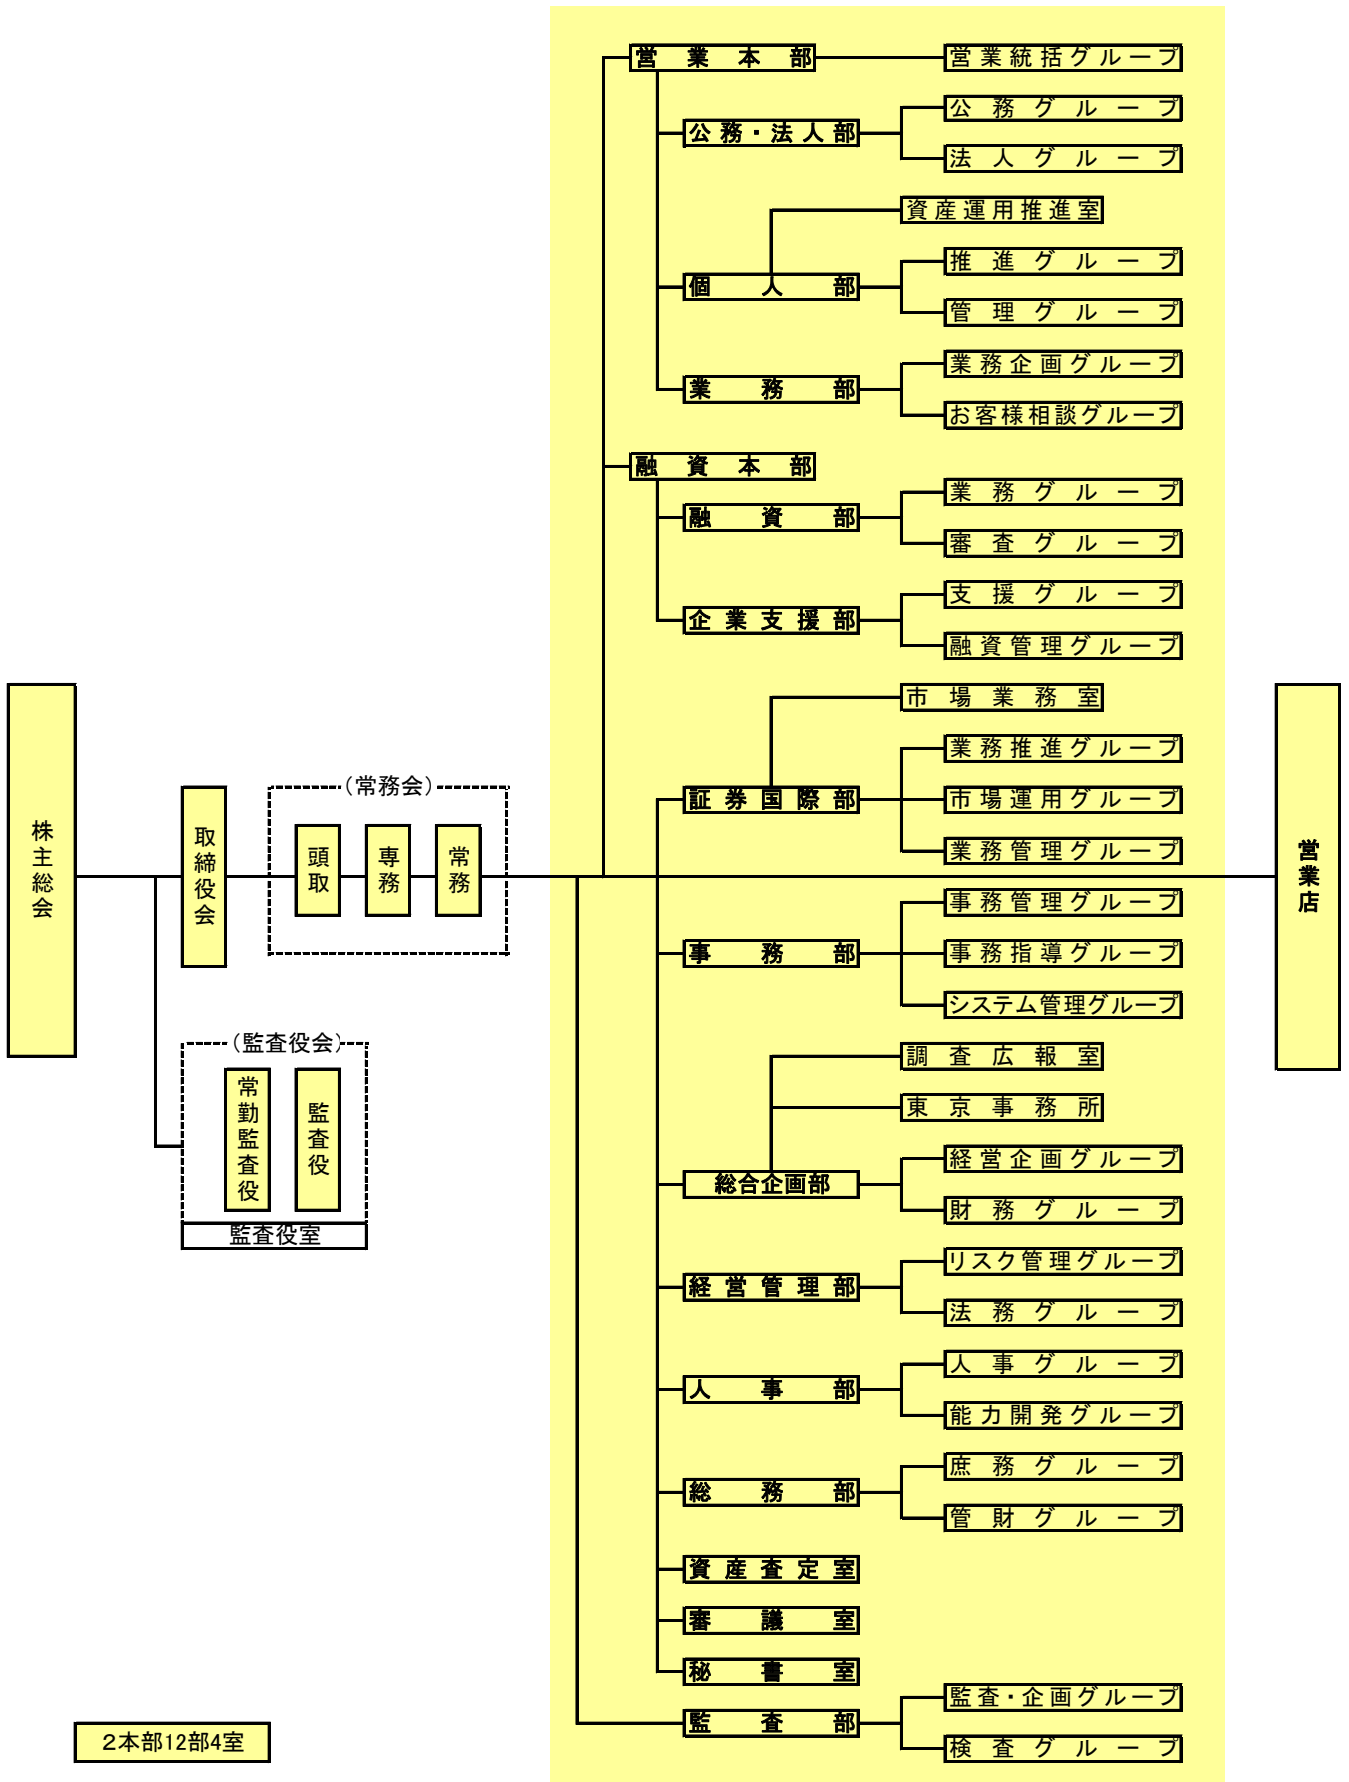 営業本部
営業統括グループ
公務・法人部
公務グループ
法人グループ
資産運用推進室
個人部
推進グループ
管理グループ
業務部
業務企画グループ
お客様相談グループ
融資本部
融資部
業務グループ
審査グループ
企業支援部
支援グループ
融資管理グループ
市場業務室
証券国際部
業務推進グループ
市場運用グループ
業務管理グループ
株主総会
取締役会
（常務会）
頭取
専務
常務
営業店
事務部
事務管理グループ
事務指導グループ
システム管理グループ
（監査役会）
常勤監査役
監査役
監査役室
調査広報室
東京事務所
総合企画部
経営企画グループ
財務グループ
経営管理部
リスク管理グループ
法務グループ
人事部
人事グループ
能力開発グループ
総務部
庶務グループ
管財グループ
資産査定室
審議室
秘書室
監査部
監査・企画グループ
検査グループ
２本部12部4室